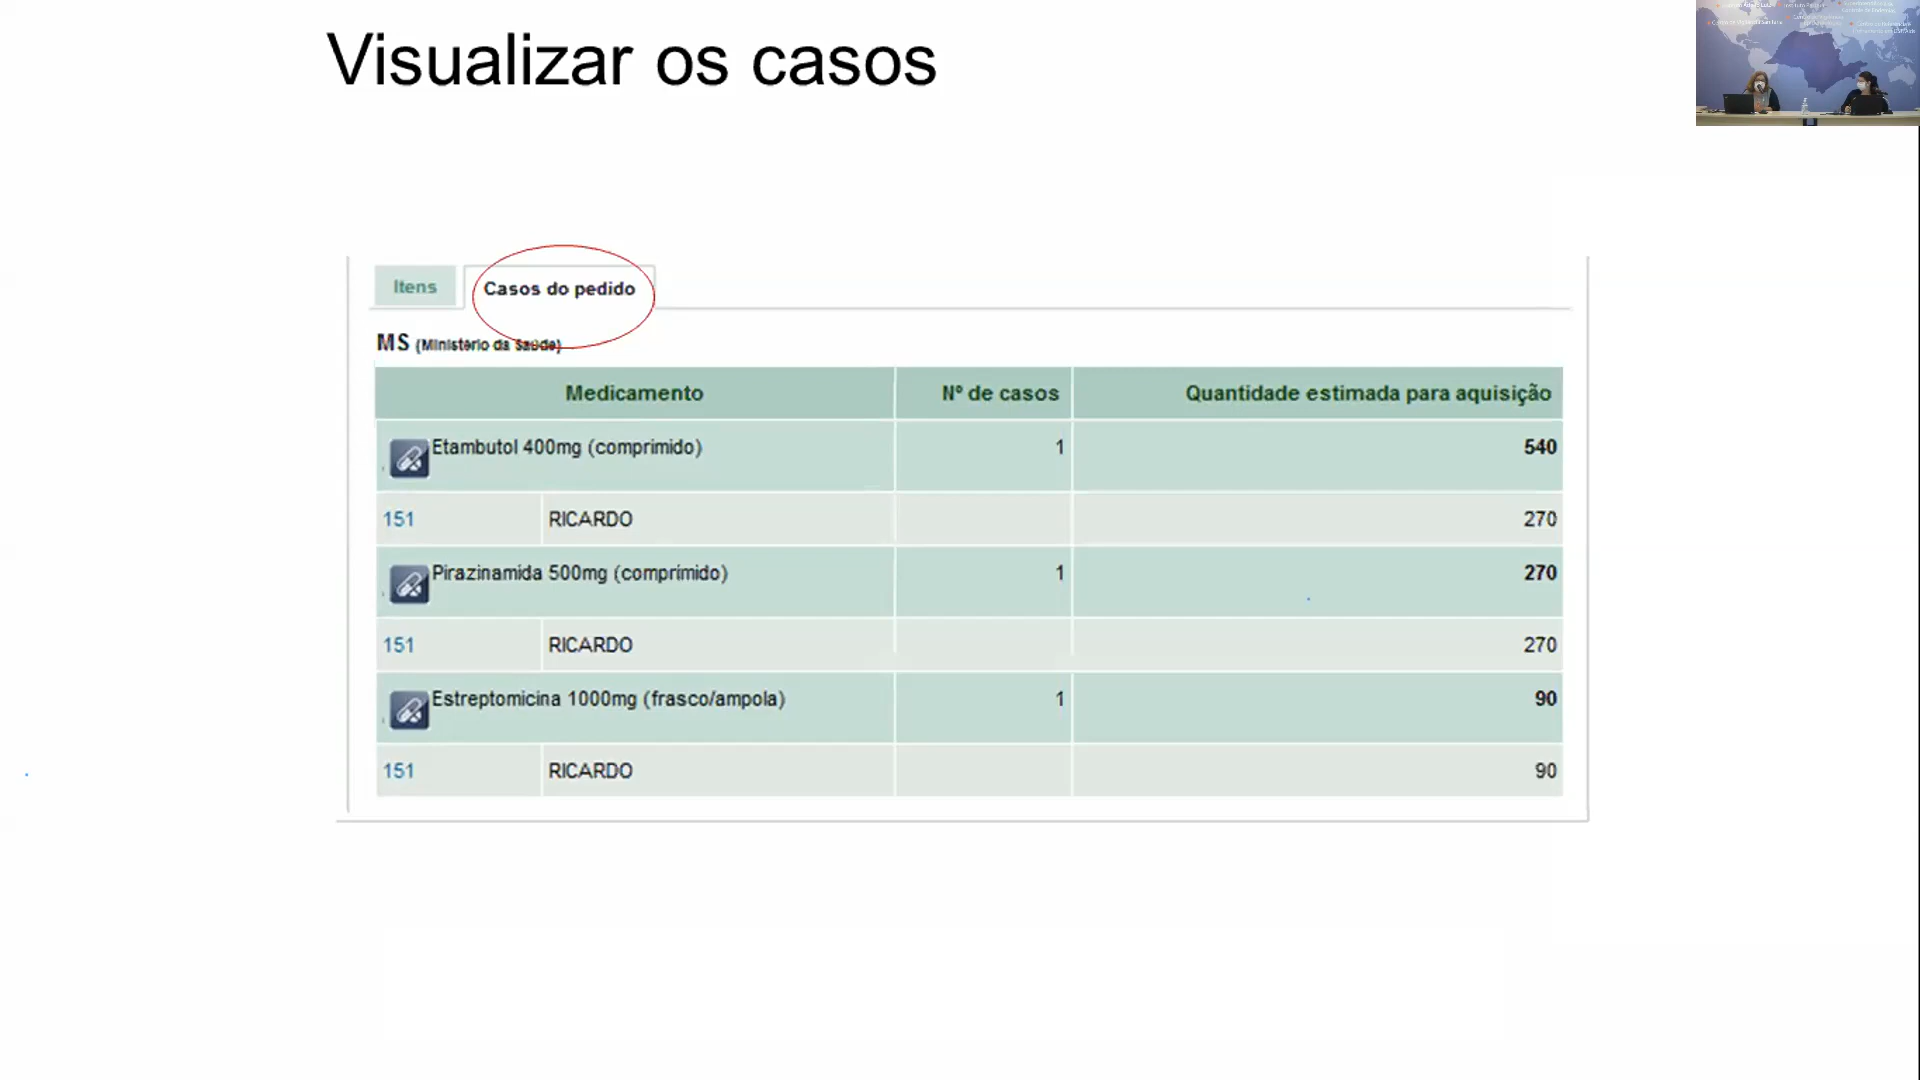 Visualizar os casos
Itens
Casos do pedido
MS (Ministério da Saúde)
Medicamento Nº de casos Quantidade estimada para aquisição
Etambutol 400mg (comprimido) 1 540
151 RICARDO 270
Pirazinamida 500mg (comprimido) 1 270
151 RICARDO 270
Estreptomicina 1000mg (frasco/ampola) 1 90
151 RICARDO 90